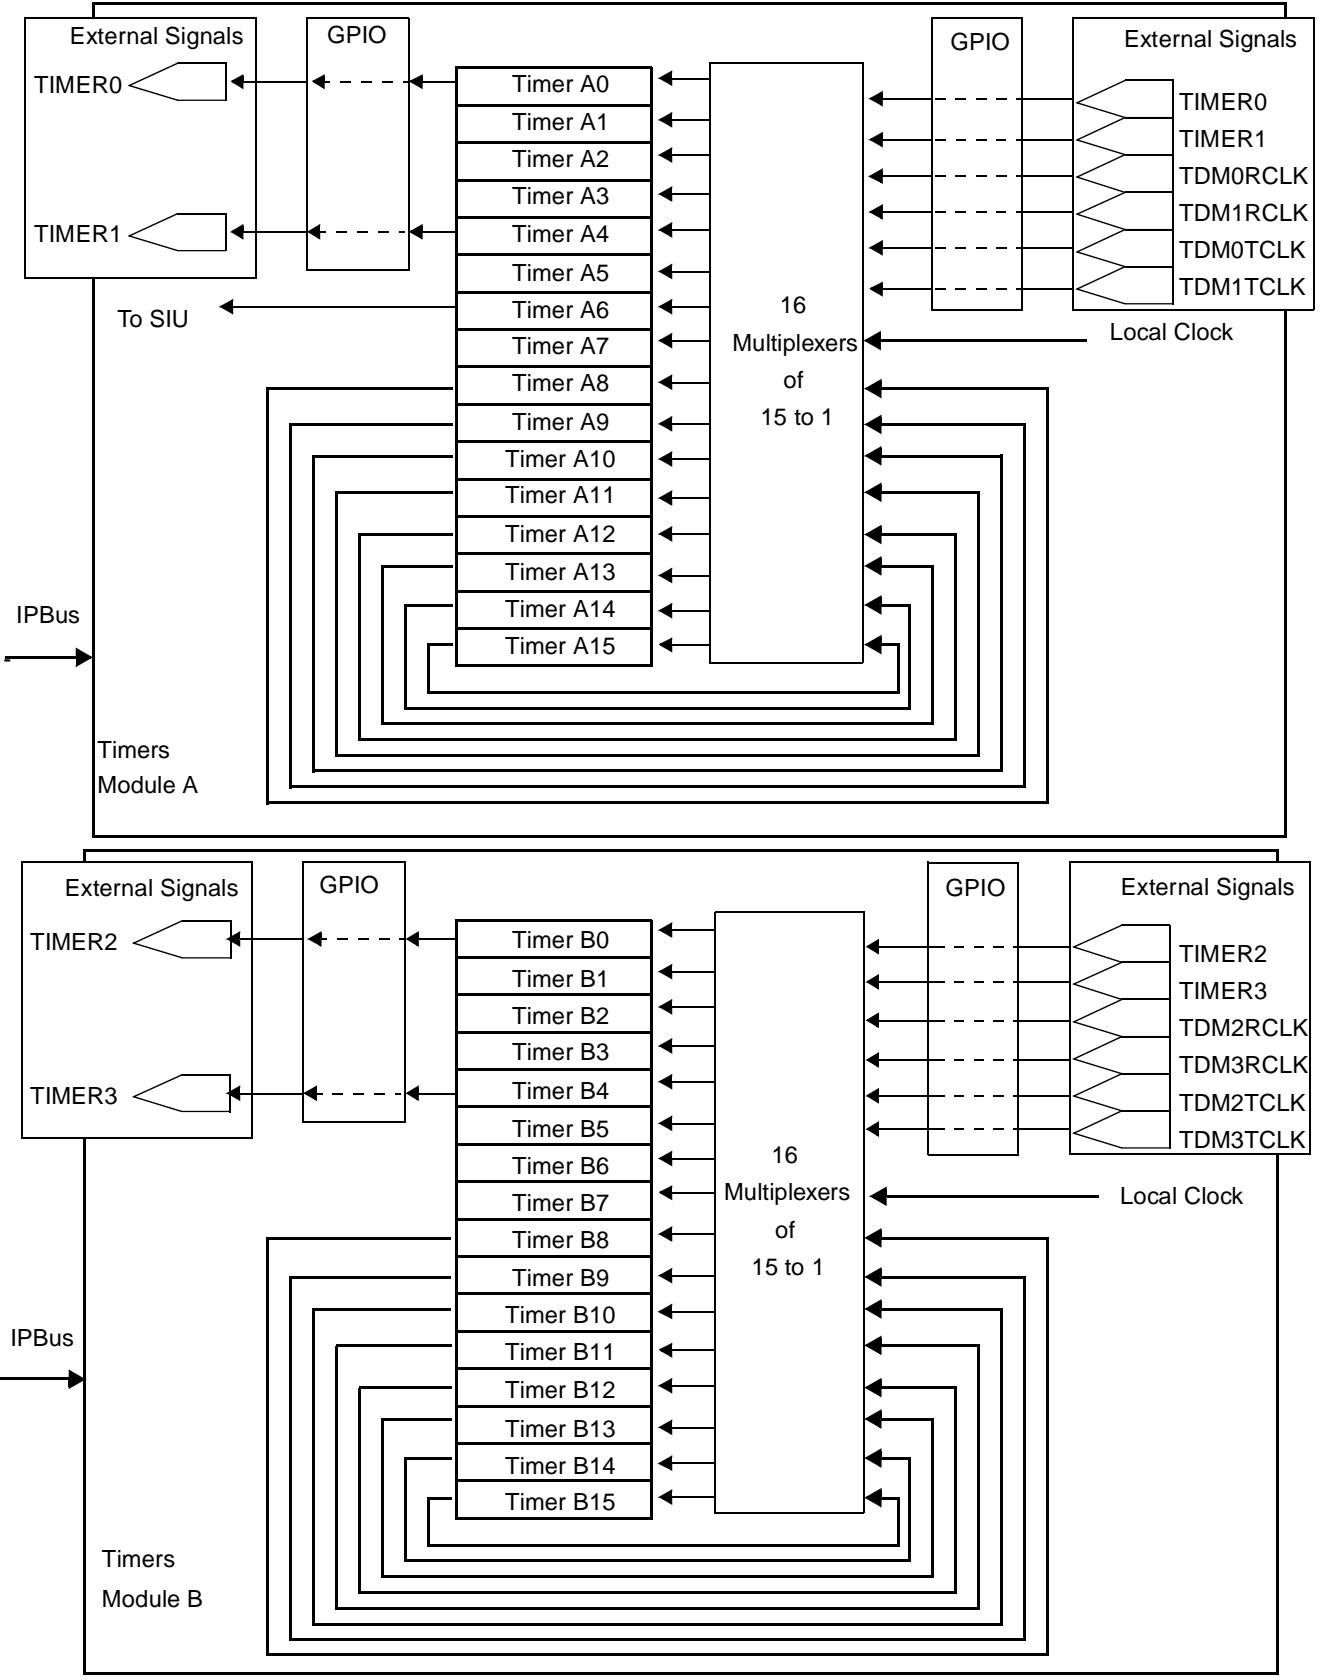 External Signals
GPIO
GPIO
External Signals
TIMER0
TIMER1
To SIU
Timer A0
Timer A1
Timer A2
Timer A3
Timer A4
Timer A5
Timer A6
Timer A7
Timer A8
Timer A9
Timer A10
Timer A11
Timer A12
Timer A13
Timer A14
Timer A15
16
Multiplexers
of
15 to 1
TIMER0
TIMER1
TDM0RCLK
TDM1RCLK
TDM0TCLK
TDM1TCLK
Local Clock
IPBus
Timers
Module A
External Signals
GPIO
GPIO
External Signals
TIMER2
TIMER3
Timer B0
Timer B1
Timer B2
Timer B3
Timer B4
Timer B5
Timer B6
Timer B7
Timer B8
Timer B9
Timer B10
Timer B11
Timer B12
Timer B13
Timer B14
Timer B15
16
Multiplexers
of
15 to 1
TIMER2
TIMER3
TDM2RCLK
TDM3RCLK
TDM2TCLK
TDM3TCLK
Local Clock
IPBus
Timers
Module B